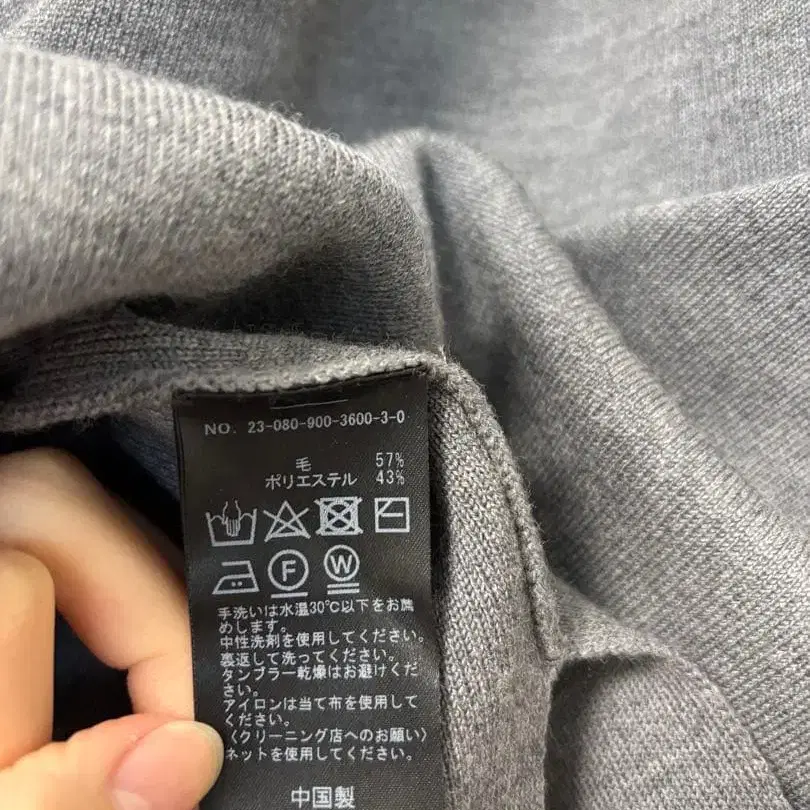 NO. 23-080-900-3600-3-0
毛 57%
ポリエステル 43%
F W
手洗いは水温30℃以下をお薦
めします。
中性洗剤を使用してください。
裏返して洗ってください。
タンブラー乾燥はお避けくだ
さい。
アイロンは当て布を使用して
ください。
〈クリーニング店へのお願い〉
ネットを使用してください。
中国製